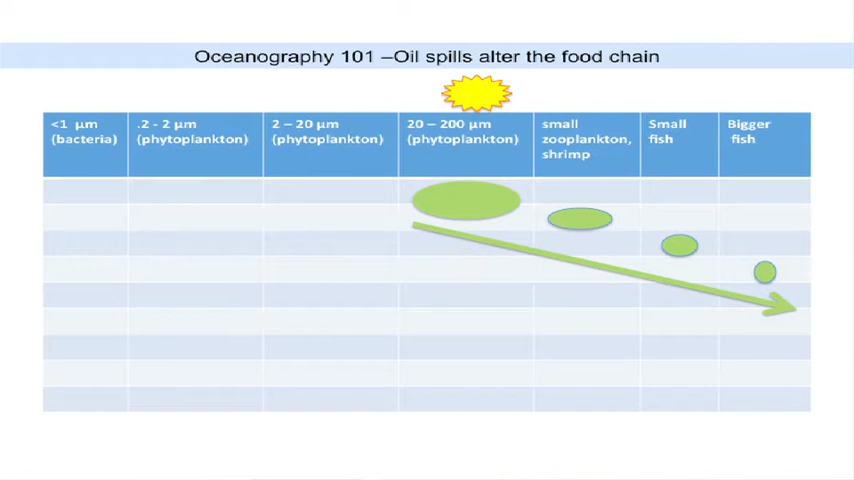 Oceanography 101 –Oil spills alter the food chain
<1 µm
(bacteria)
.2 - 2 µm
(phytoplankton)
2 – 20 µm
(phytoplankton)
20 – 200 µm
(phytoplankton)
small
zooplankton,
shrimp
Small
fish
Bigger
fish